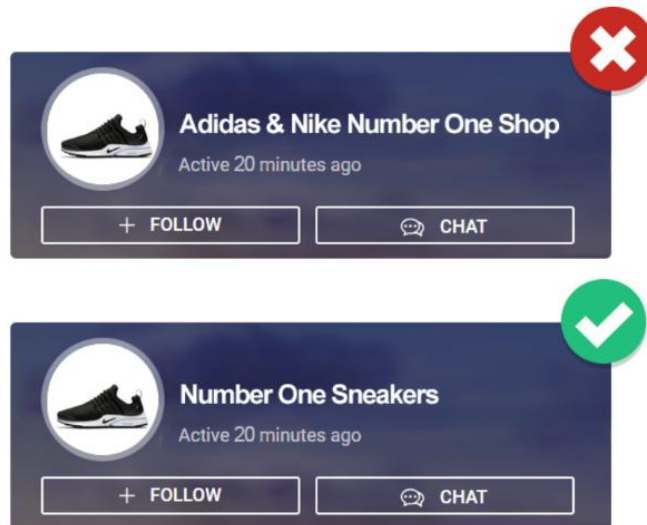 Adidas & Nike Number One Shop
Active 20 minutes ago
+ FOLLOW
CHAT
Number One Sneakers
Active 20 minutes ago
+ FOLLOW
CHAT